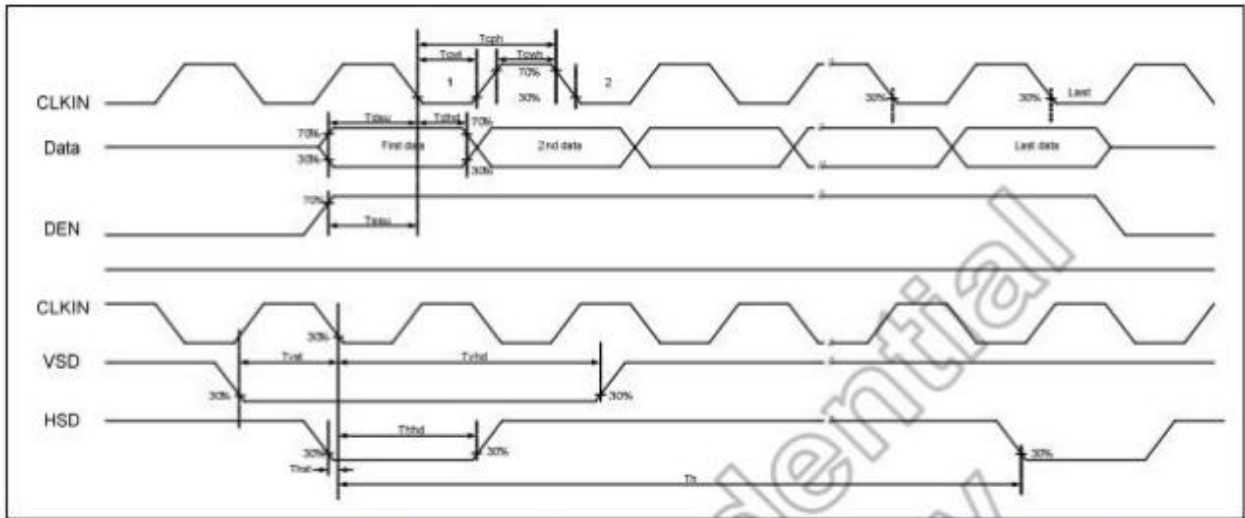 Tcph
Tcwl Tcwh
70%
1 2
30% 30% 30% Last
CLKIN
Tdsu Tdhd
70% 70%
Data First data 2nd data Last data
30% 30%
70%
DEN
Tesu
CLKIN
30%
VSD Tvst Tvhd
30% 30%
HSD
Thhd
30% 30% 30%
Thst
Th
dential